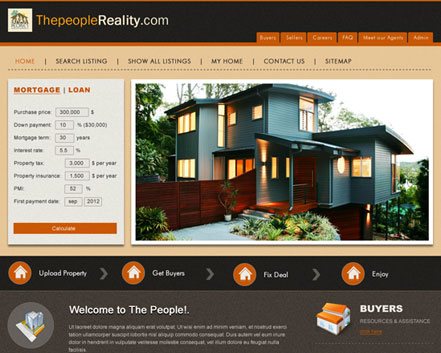 ThepeopleReality.com
Buyers Sellers Careers FAQ Meet our Agents Admin
HOME | SEARCH LISTING | SHOW ALL LISTINGS | MY HOME | CONTACT US | SITEMAP
MORTGAGE | LOAN
Purchase price: 300,000 $
Down payment: 10 % ($30,000)
Mortgage term: 30 years
Interest rate: 5.5 %
Property tax: 3,000 $ per year
Property insurance: 1,500 $ per year
PMI: 52 %
First payment date: sep 2012
Calculate
Upload Property Get Buyers Fix Deal Enjoy
Welcome to The People!.
Ut laoreet dolore magna aliquam erat volutpat. Ut wisi enim ad minim veniam, et nostrud exerci
tation ullamcorper suscipit lobortis nisl aliquip commodo consequat. Duis autem vel eum iriure
dolor in hendrerit in vulputate velitese molestie consequat, vel illum dolore eu feugiat nulla
facilisis.
BUYERS
RESOURCES & ASSISTANCE
click here